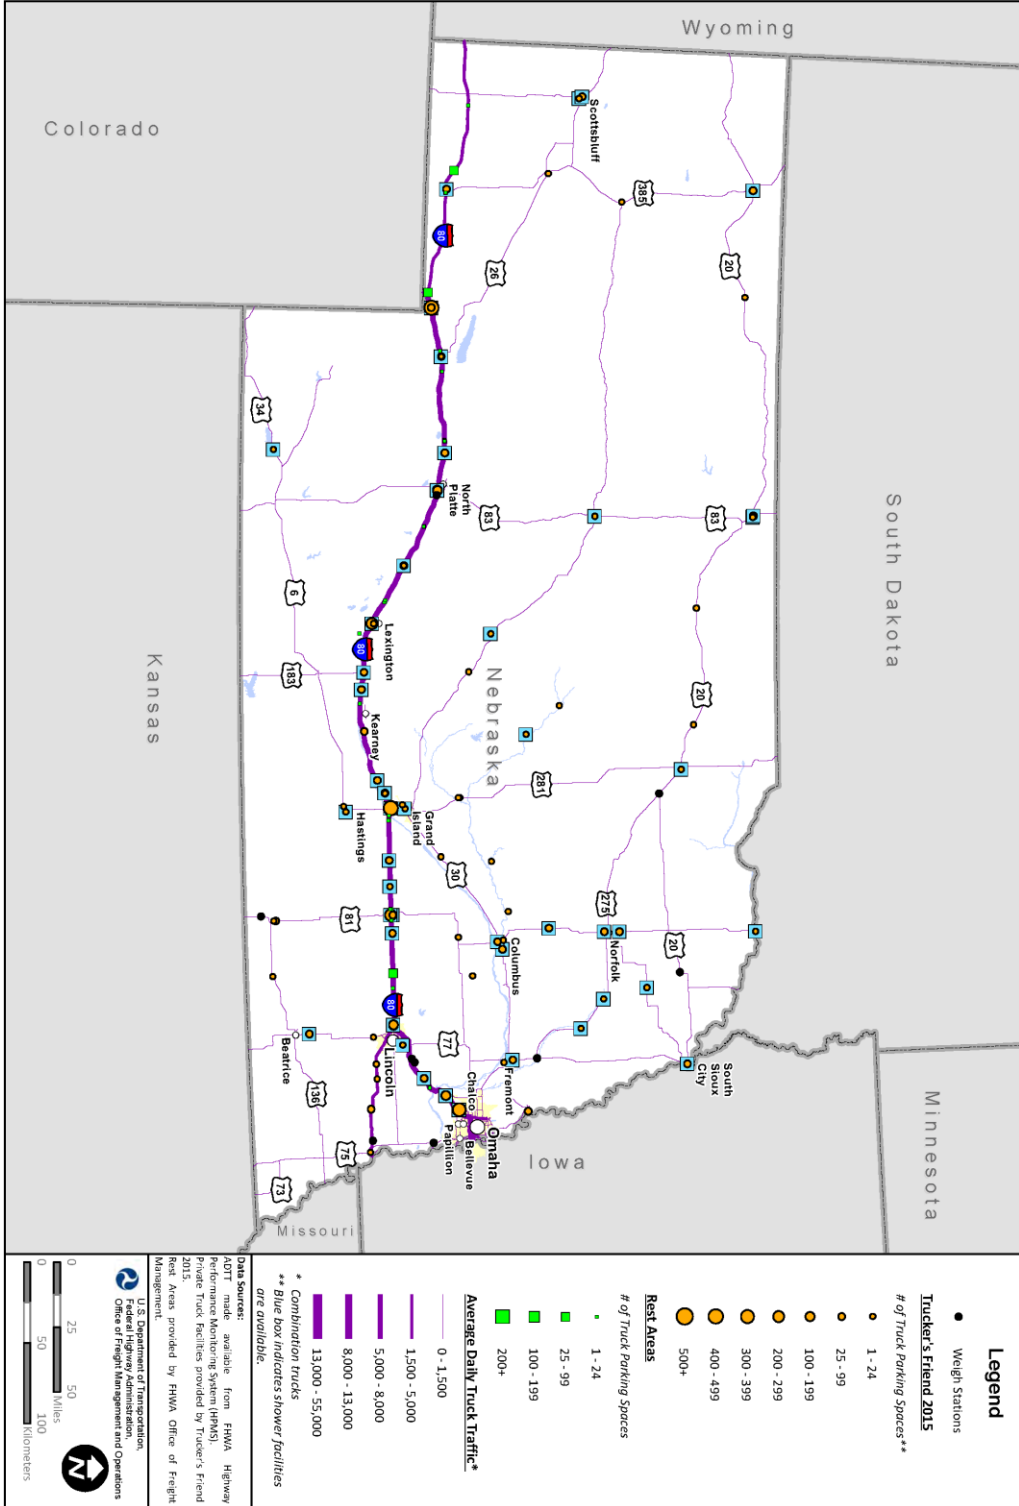 Wyoming
Colorado
Scottsbluff
385
20
80
26
South Dakota
34
North
Platte
83
83
6
Lexington
80
183
Kansas
Kearney
Nebraska
20
281
Grand
Island
Hastings
30
275
81
Columbus
Norfolk
20
80
Lincoln
77
Beatrice
136
Fremont
Chalco
South
Sioux
City
Omaha
Bellevue
Papillion
75
73
Iowa
Minnesota
Missouri
Legend
Trucker's Friend 2015
Weigh Stations
# of Truck Parking Spaces**
1 - 24
25 - 99
100 - 199
200 - 299
300 - 399
400 - 499
500+
Rest Areas
# of Truck Parking Spaces
1 - 24
25 - 99
100 - 199
200+
Average Daily Truck Traffic*
0 - 1,500
1,500 - 5,000
5,000 - 8,000
8,000 - 13,000
13,000 - 55,000
* Combination trucks
** Blue box indicates shower facilities
are available.
Data Sources:
ADTT made available from FHWA Highway
Performance Monitoring System (HPMS).
Private Truck Facilities provided by Trucker's Friend
2015.
Rest Areas provided by FHWA Office of Freight
Management.
U.S. Department of Transportation,
Federal Highway Administration,
Office of Freight Management and Operations
0 25 50
Miles
0 50 100
Kilometers
N